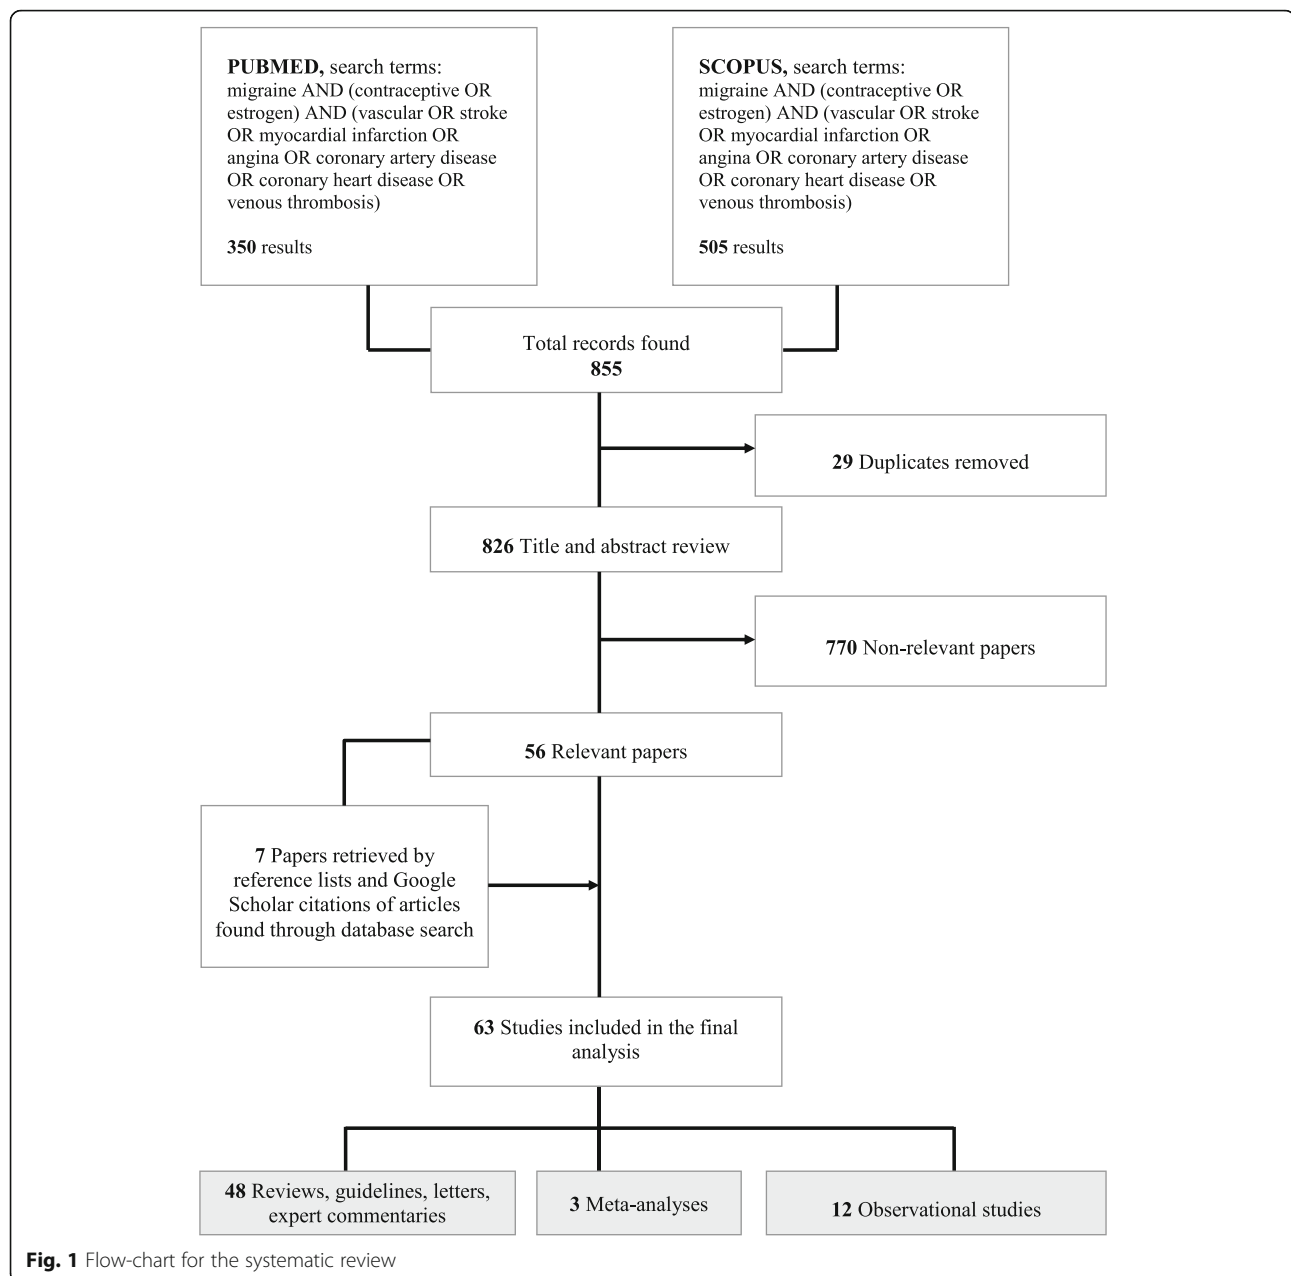 PUBMED, search terms:
migraine AND (contraceptive OR
estrogen) AND (vascular OR stroke
OR myocardial infarction OR
angina OR coronary artery disease
OR coronary heart disease OR
venous thrombosis)
350 results
SCOPUS, search terms:
migraine AND (contraceptive OR
estrogen) AND (vascular OR stroke
OR myocardial infarction OR
angina OR coronary artery disease
OR coronary heart disease OR
venous thrombosis)
505 results
Total records found
855
29 Duplicates removed
826 Title and abstract review
770 Non-relevant papers
56 Relevant papers
7 Papers retrieved by
reference lists and Google
Scholar citations of articles
found through database search
63 Studies included in the final
analysis
48 Reviews, guidelines, letters,
expert commentaries
3 Meta-analyses
12 Observational studies
Fig. 1 Flow-chart for the systematic review